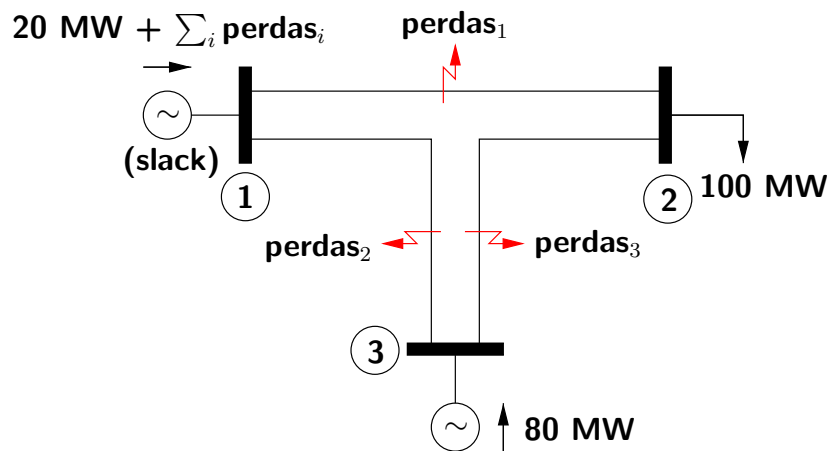 20 MW + ∑ᵢ perdasᵢ
perdas₁
∼
(slack)
1
2
100 MW
perdas₂
perdas₃
3
∼
80 MW